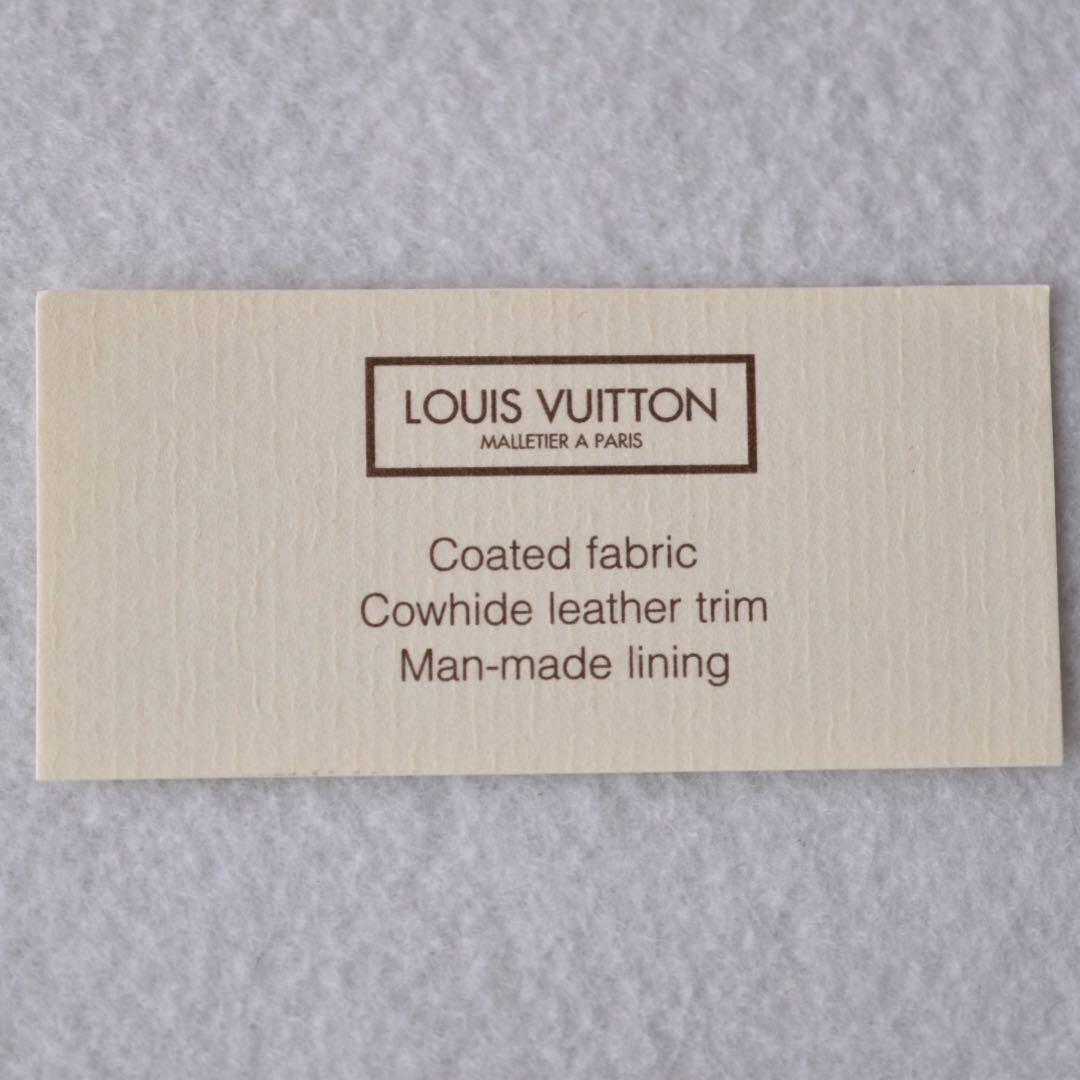 LOUIS VUITTON
MALLETIER A PARIS
Coated fabric
Cowhide leather trim
Man-made lining